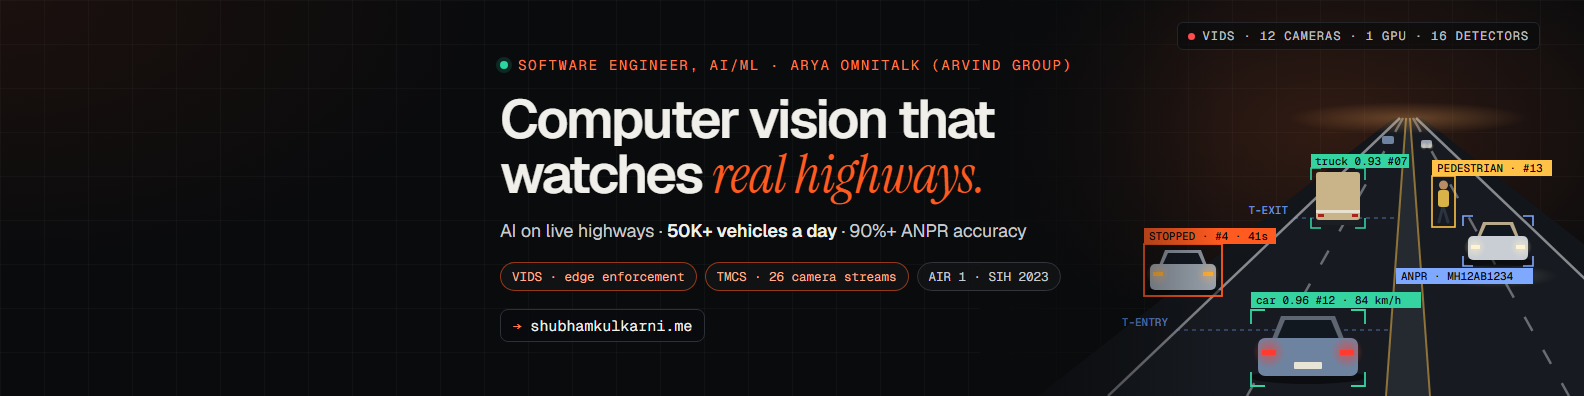 VIDS · 12 CAMERAS · 1 GPU · 16 DETECTORS
SOFTWARE ENGINEER, AI/ML · ARYA OMNITALK (ARVIND GROUP)
Computer vision that
watches real highways.
AI on live highways · 50K+ vehicles a day · 90%+ ANPR accuracy
VIDS · edge enforcement
TMCS · 26 camera streams
AIR 1 · SIH 2023
→ shubhamkulkarni.me
truck 0.93 #07
PEDESTRIAN · #13
T-EXIT
STOPPED · #4 · 41s
ANPR · MH12AB1234
car 0.96 #12 · 84 km/h
T-ENTRY